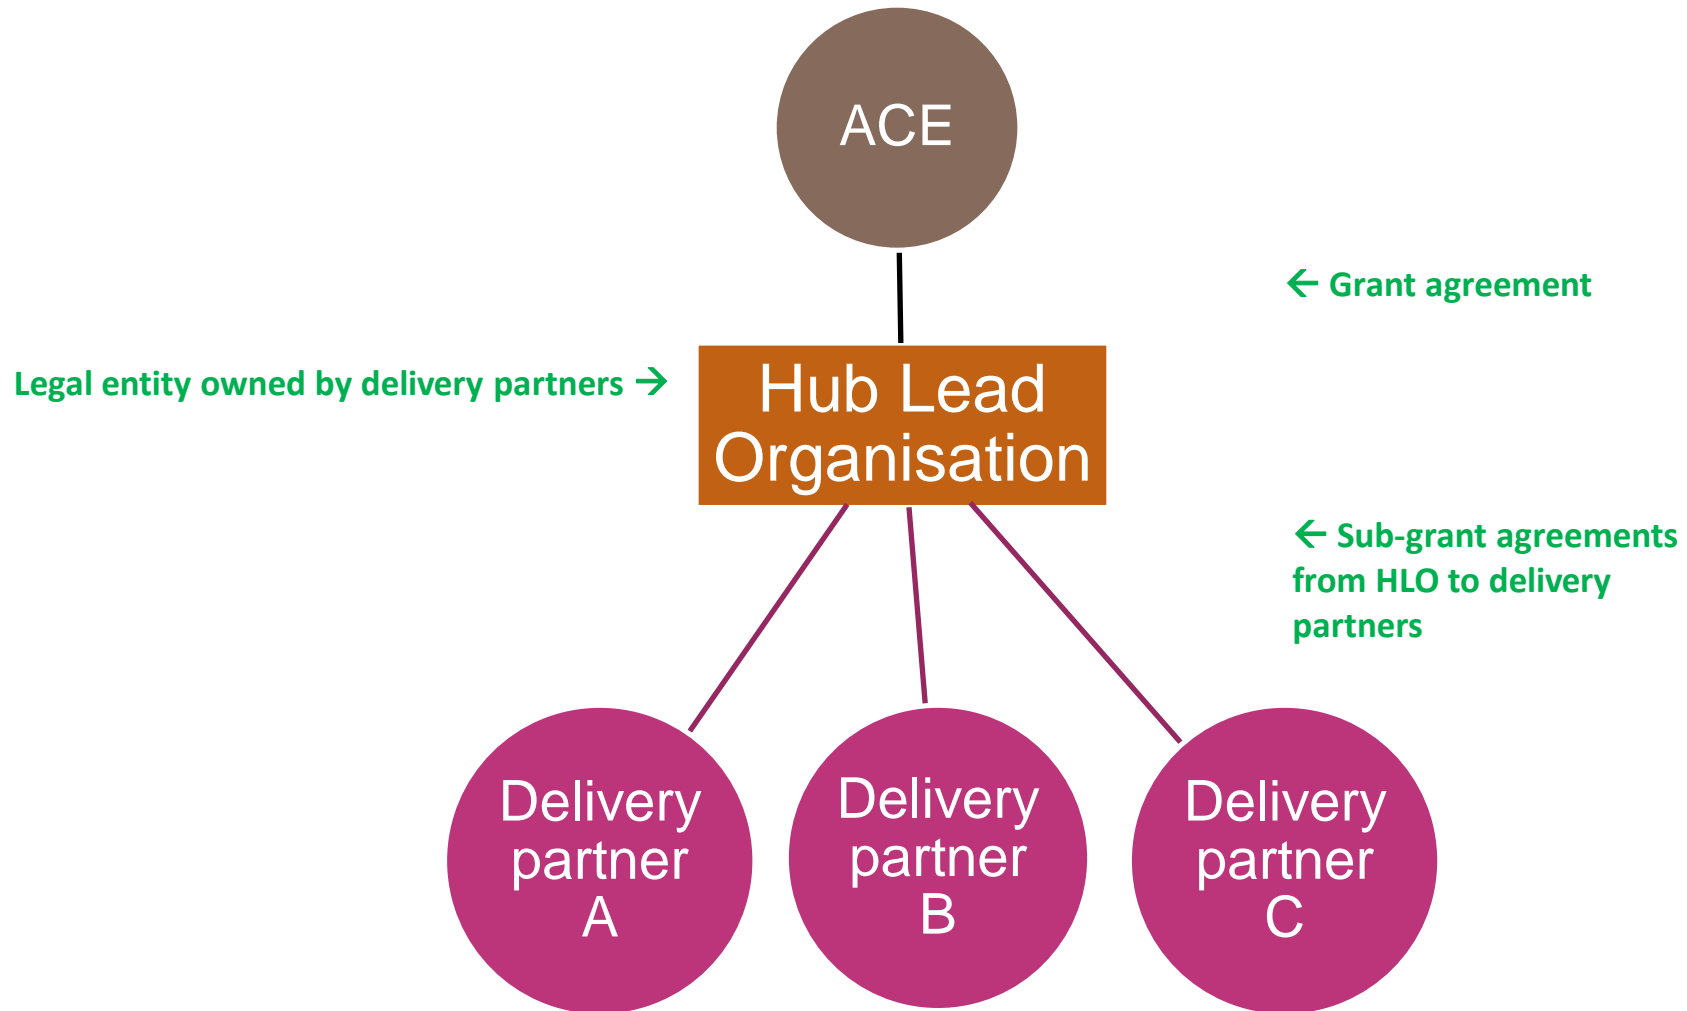 ACE
← Grant agreement
Legal entity owned by delivery partners →
Hub Lead
Organisation
← Sub-grant agreements
from HLO to delivery
partners
Delivery
partner
A
Delivery
partner
B
Delivery
partner
C